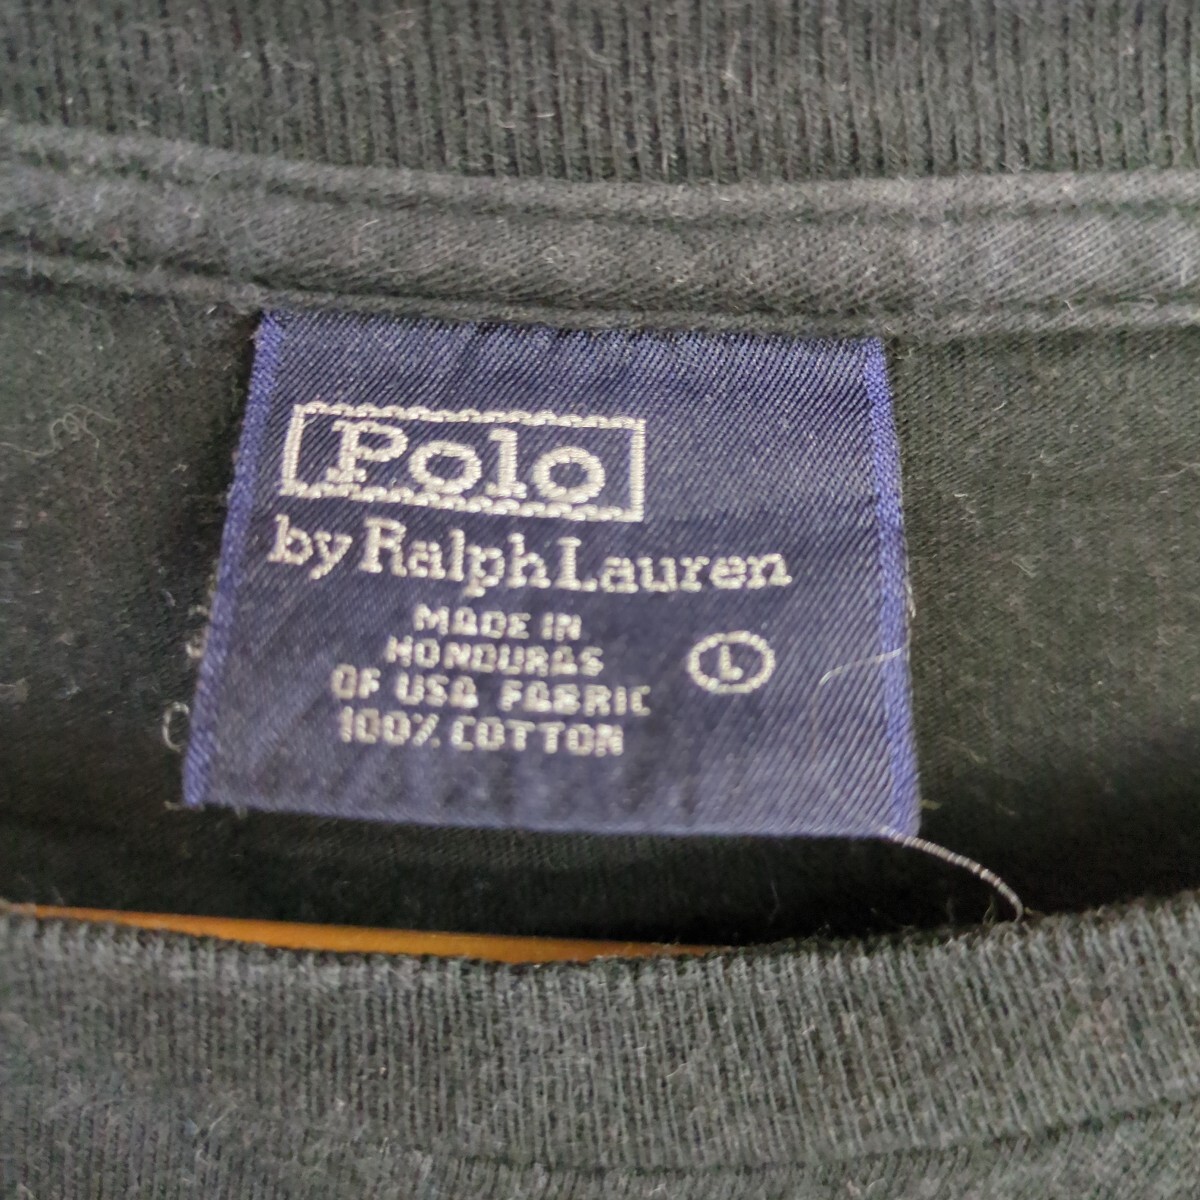 Polo
by Ralph Lauren
MADE IN
HONDURAS
OF USA FABRIC
100% COTTON
L